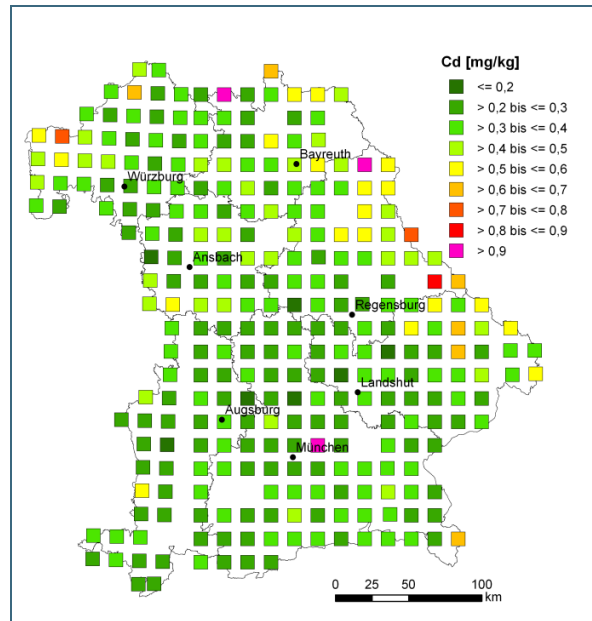 Cd [mg/kg]
<= 0,2
> 0,2 bis <= 0,3
> 0,3 bis <= 0,4
> 0,4 bis <= 0,5
> 0,5 bis <= 0,6
> 0,6 bis <= 0,7
> 0,7 bis <= 0,8
> 0,8 bis <= 0,9
> 0,9
Bayreuth
Würzburg
Ansbach
Regensburg
Landshut
Augsburg
München
0 25 50 100
km